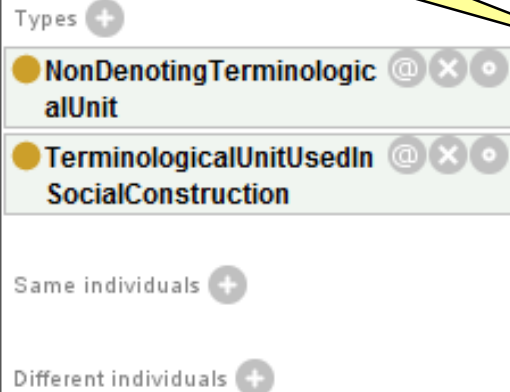 Types
NonDenotingTerminologic
alUnit
TerminologicalUnitUsedIn
SocialConstruction
Same individuals
Different individuals